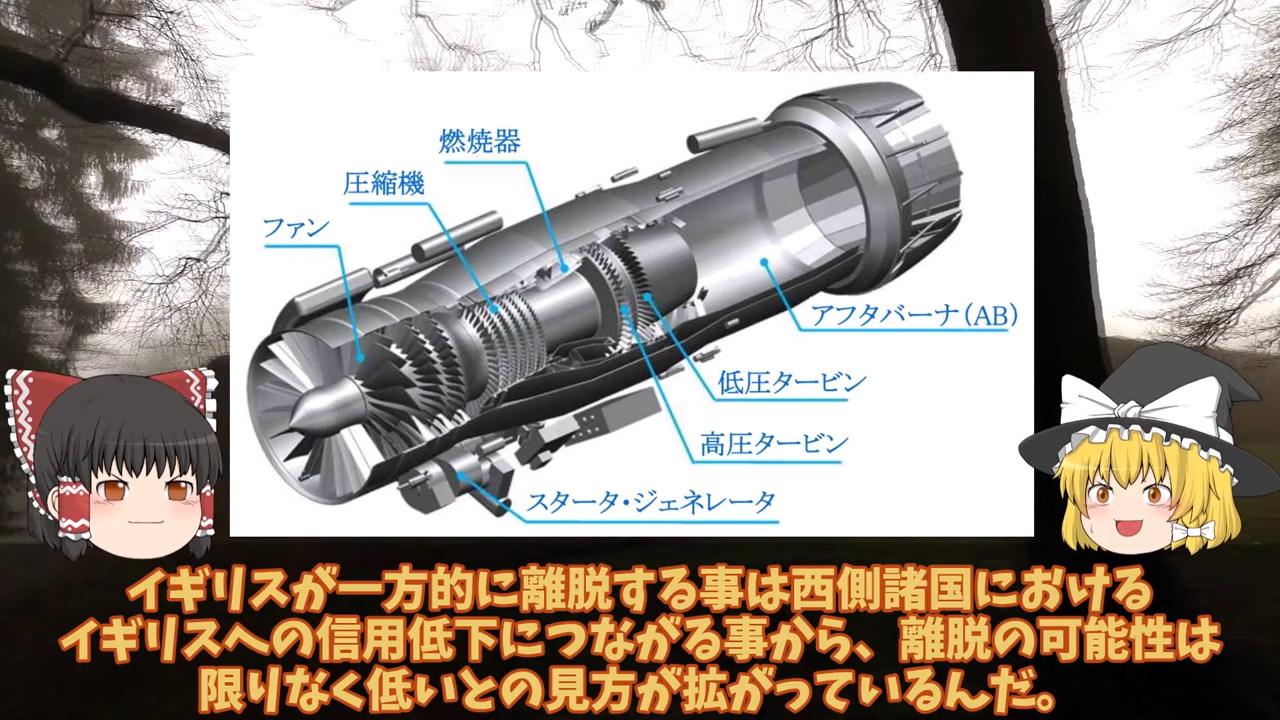 燃焼器
圧縮機
ファン
アフタバーナ(AB)
低圧タービン
高圧タービン
スタータ・ジェネレータ
イギリスが一方的に離脱する事は西側諸国における
イギリスへの信用低下につながる事から、離脱の可能性は
限りなく低いとの見方が拡がっているんだ。